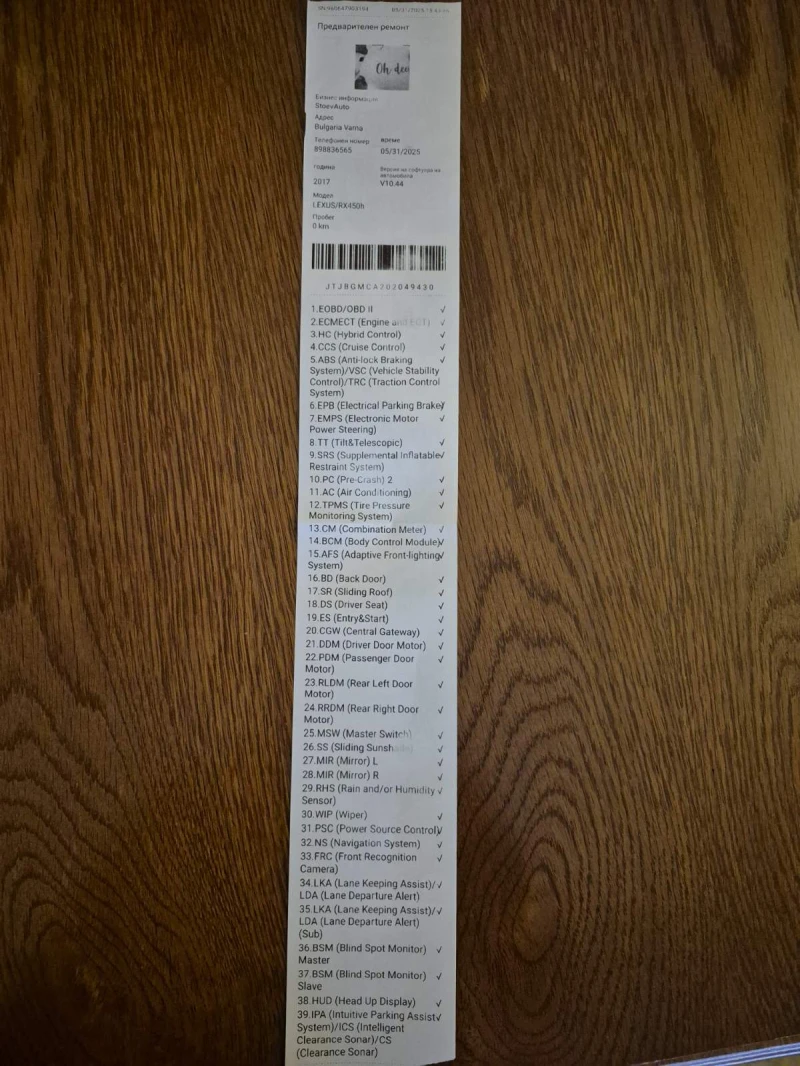 Предварителен ремонт
Oh dee
Бизнес информация
StoevAuto
Адрес
Bulgaria Varna
Телефонен номер време
898836565 05/31/2025
година Версия на софтуера на автомобила
2017 V10.44
Модел
LEXUS/RX450h
Пробег
0 km
JTJBGMCA702049430
1.EOBD/OBD II √
2.ECMECT (Engine and ECT) √
3.HC (Hybrid Control) √
4.CCS (Cruise Control) √
5.ABS (Anti-lock Braking √
System)/VSC (Vehicle Stability
Control)/TRC (Traction Control
System)
6.EPB (Electrical Parking Brake)√
7.EMPS (Electronic Motor √
Power Steering)
8.TT (Tilt&Telescopic) √
9.SRS (Supplemental Inflatable√
Restraint System)
10.PC (Pre-Crash) 2 √
11.AC (Air Conditioning) √
12.TPMS (Tire Pressure √
Monitoring System)
13.CM (Combination Meter) √
14.BCM (Body Control Module)√
15.AFS (Adaptive Front-lighting√
System)
16.BD (Back Door) √
17.SR (Sliding Roof) √
18.DS (Driver Seat) √
19.ES (Entry&Start) √
20.CGW (Central Gateway) √
21.DDM (Driver Door Motor) √
22.PDM (Passenger Door √
Motor)
23.RLDM (Rear Left Door √
Motor)
24.RRDM (Rear Right Door √
Motor)
25.MSW (Master Switch) √
26.SS (Sliding √
27.MIR (Mirror) L √
28.MIR (Mirror) R √
29.RHS (Rain and/or Humidity √
Sensor)
30.WIP (Wiper) √
31.PSC (Power Source Control)√
32.NS (Navigation System) √
33.FRC (Front Recognition √
Camera)
34.LKA (Lane Keeping Assist)/√
LDA (Lane Departure Alert)
35.LKA (Lane Keeping Assist)/√
LDA (Lane Departure Alert)
(Sub)
36.BSM (Blind Spot Monitor) √
Master
37.BSM (Blind Spot Monitor) √
Slave
38.HUD (Head Up Display) √
39.IPA (Intuitive Parking Assist√
System)/ICS (Intelligent
Clearance Sonar)/CS
(Clearance Sonar)